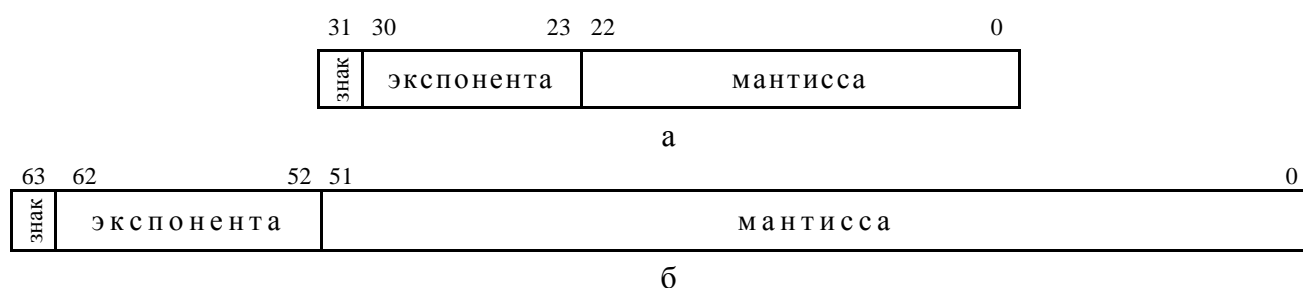 31 30 23 22 0
знак экспонента мантисса
а
63 62 52 51 0
знак экспонента мантисса
б